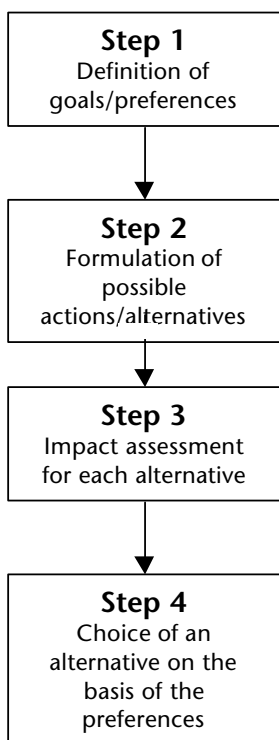 Step 1
Definition of
goals/preferences
Step 2
Formulation of
possible
actions/alternatives
Step 3
Impact assessment
for each alternative
Step 4
Choice of an
alternative on the
basis of the
preferences